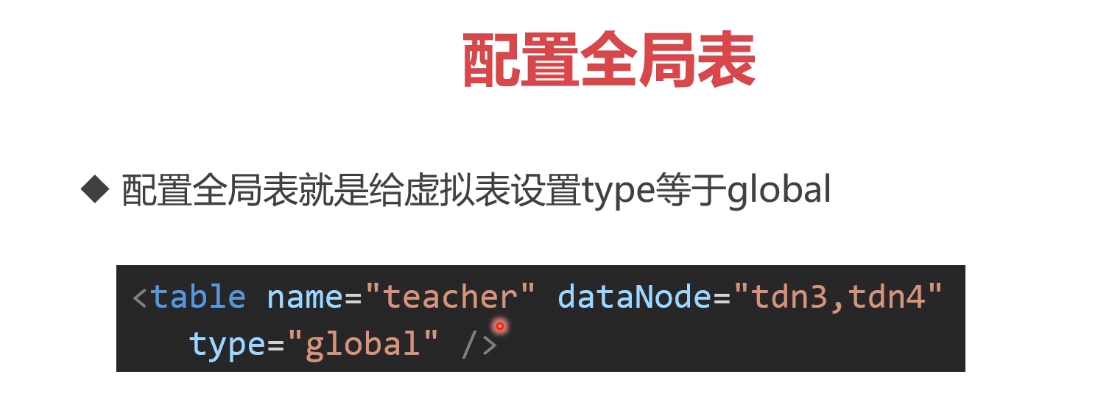 配置全局表
◆ 配置全局表就是给虚拟表设置type等于global
<table name="teacher" dataNode="tdn3,tdn4"
type="global" />